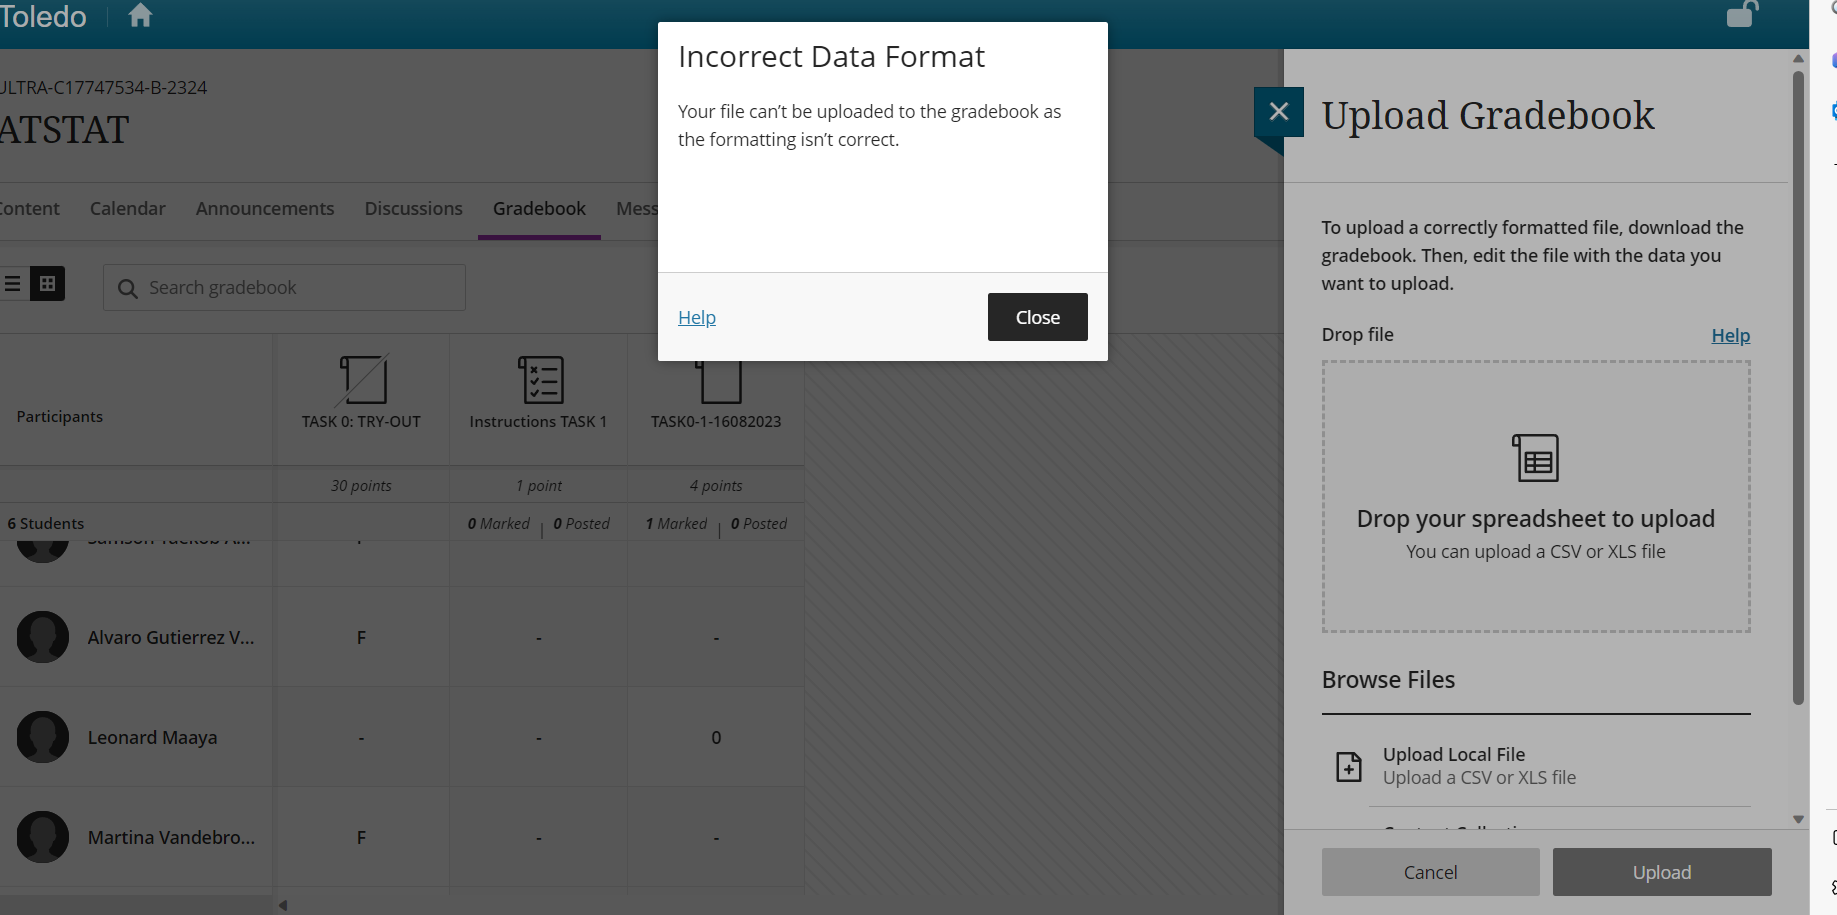 Toledo
ULTRA-C17747534-B-2324
ATSTAT
Content Calendar Announcements Discussions Gradebook Mess
Search gradebook
Participants
TASK 0: TRY-OUT
Instructions TASK 1
TASK0-1-16082023
30 points
1 point
4 points
6 Students
0 Marked | 0 Posted
1 Marked | 0 Posted
Alvaro Gutierrez V... F - -
Leonard Maaya - - 0
Martina Vandebro... F - -
Incorrect Data Format
Your file can’t be uploaded to the gradebook as
the formatting isn’t correct.
Help
Close
Upload Gradebook
To upload a correctly formatted file, download the
gradebook. Then, edit the file with the data you
want to upload.
Drop file
Help
Drop your spreadsheet to upload
You can upload a CSV or XLS file
Browse Files
Upload Local File
Upload a CSV or XLS file
Cancel
Upload